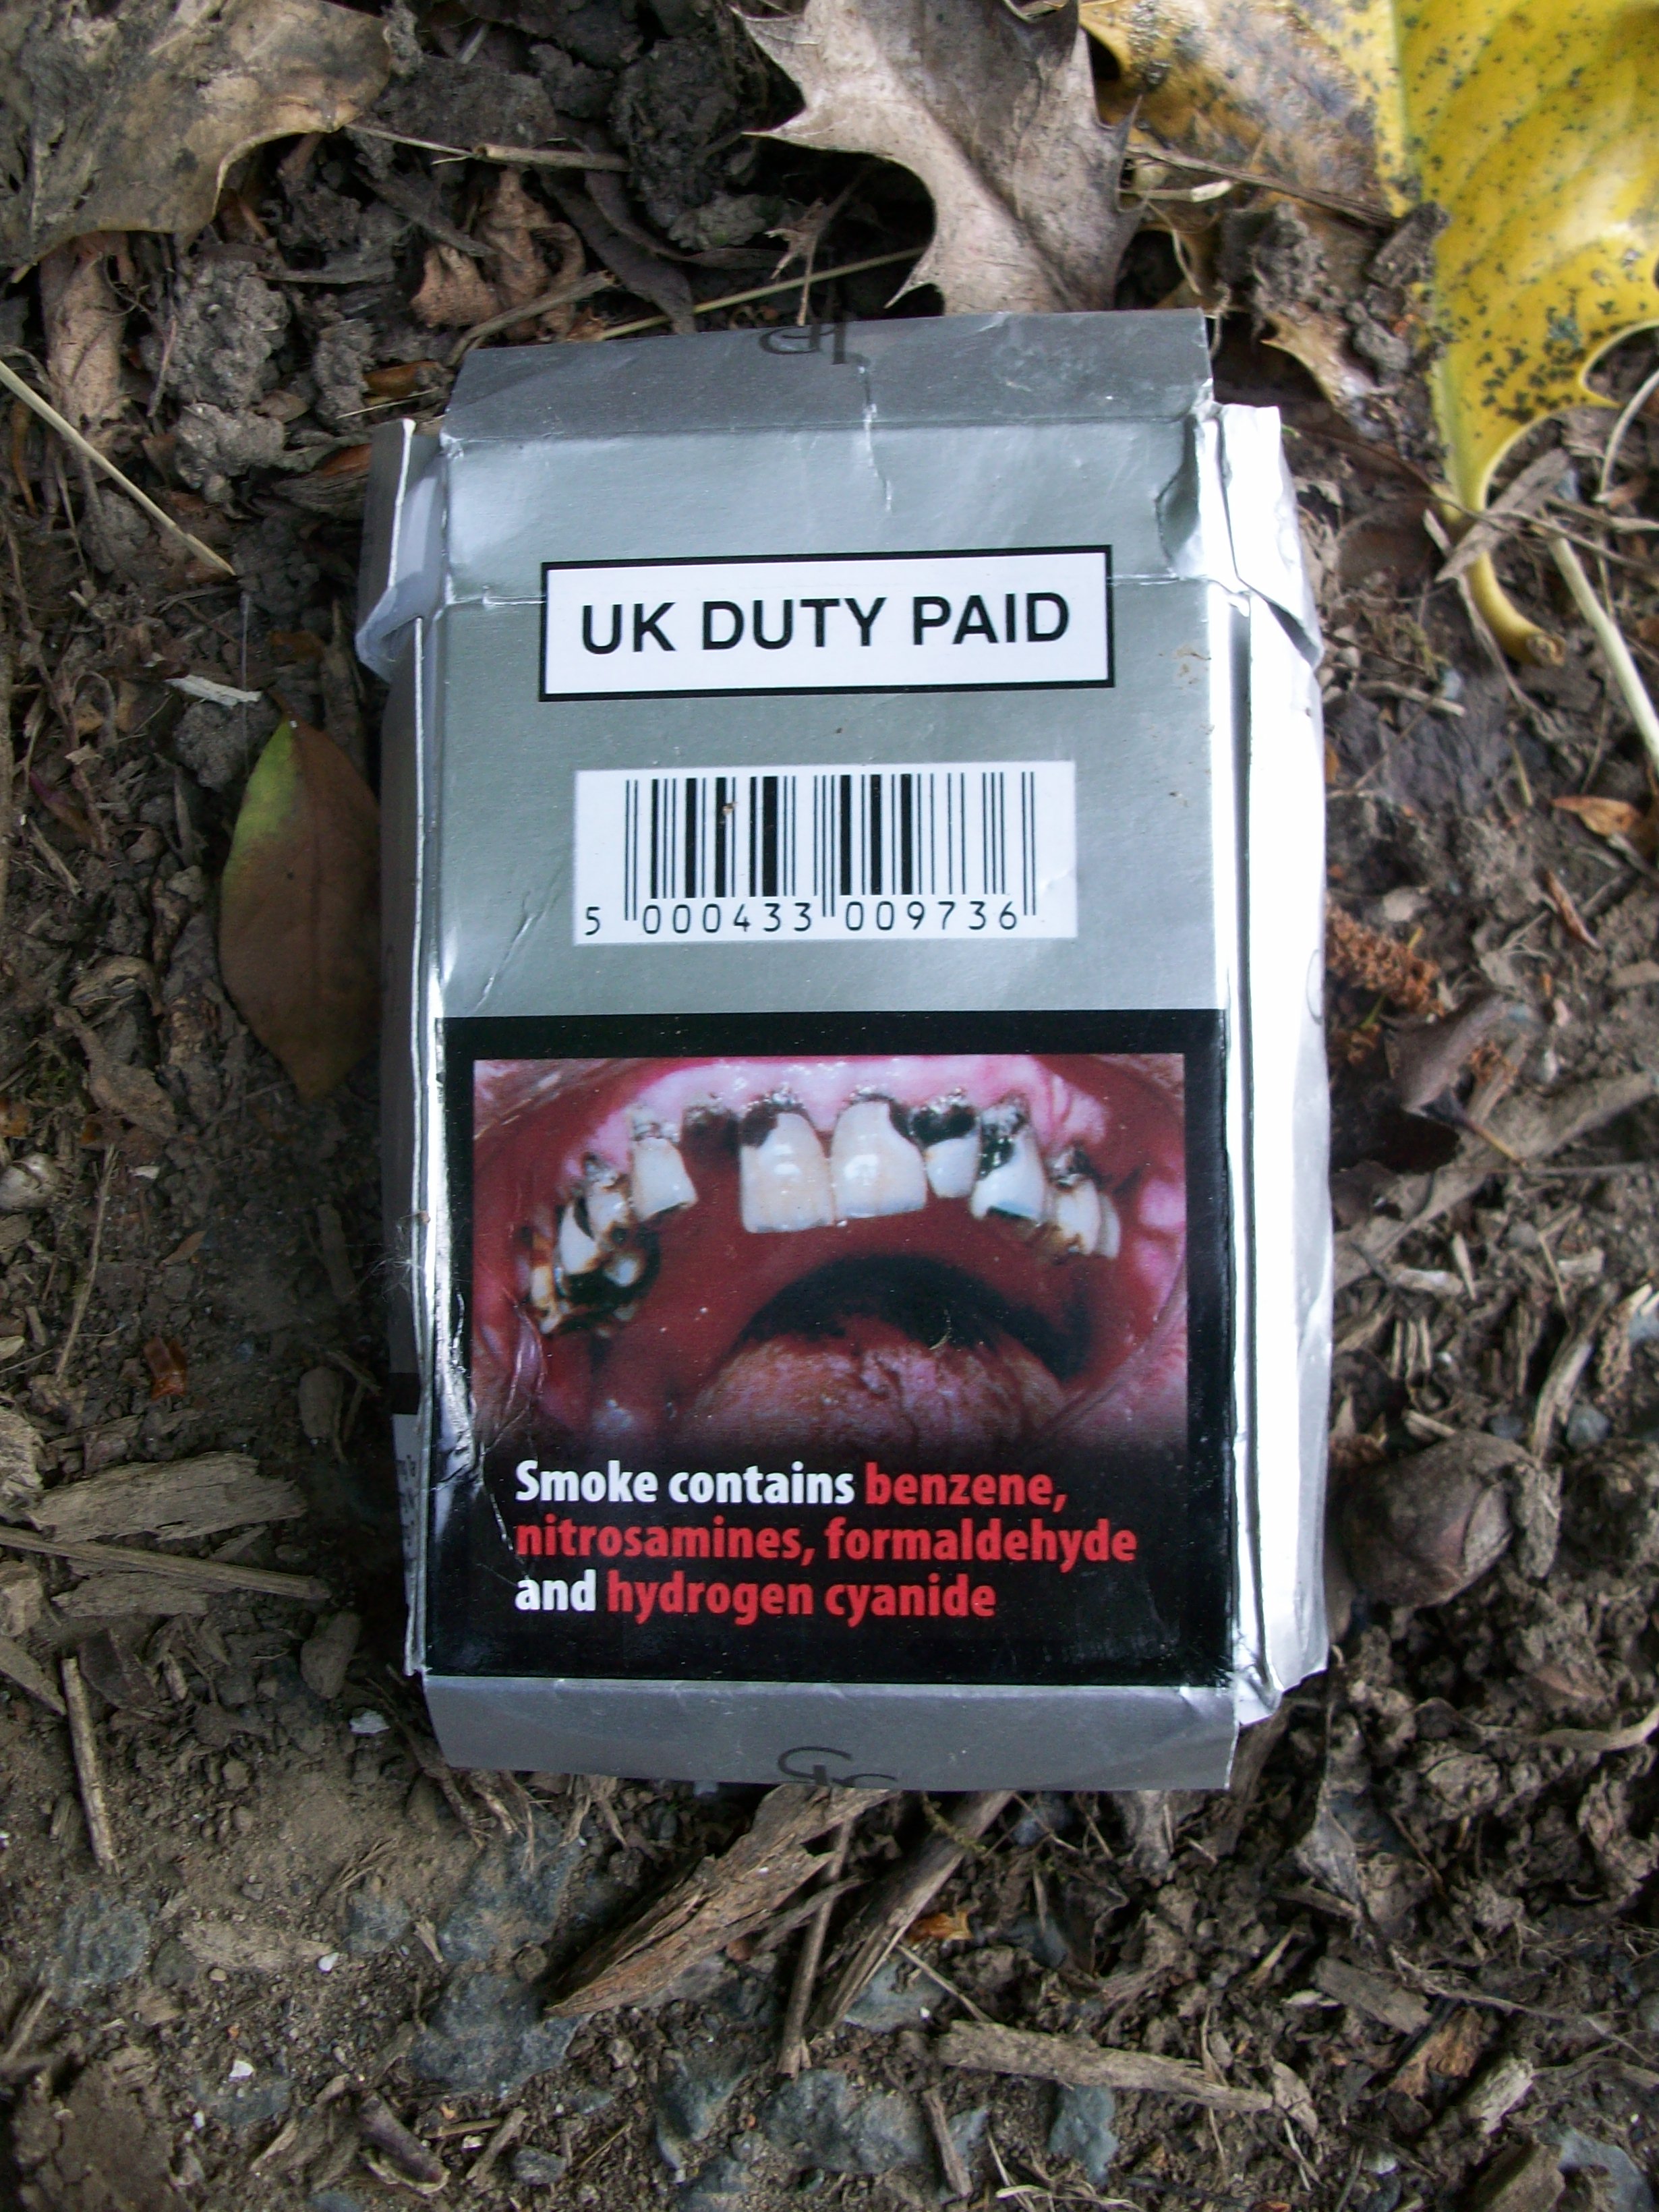 UK DUTY PAID
5 000433 009736
Smoke contains benzene,
nitrosamines, formaldehyde
and hydrogen cyanide